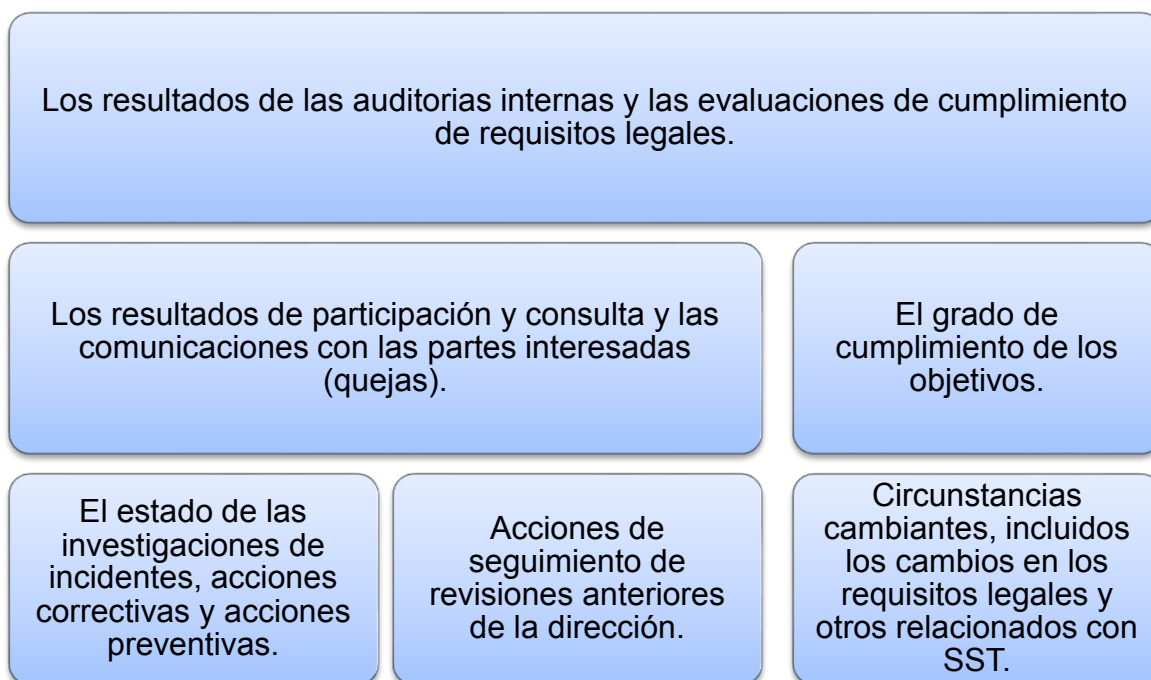 Los resultados de las auditorias internas y las evaluaciones de cumplimiento
de requisitos legales.
Los resultados de participación y consulta y las
comunicaciones con las partes interesadas
(quejas).
El grado de
cumplimiento de los
objetivos.
El estado de las
investigaciones de
incidentes, acciones
correctivas y acciones
preventivas.
Acciones de
seguimiento de
revisiones anteriores
de la dirección.
Circunstancias
cambiantes, incluidos
los cambios en los
requisitos legales y
otros relacionados con
SST.